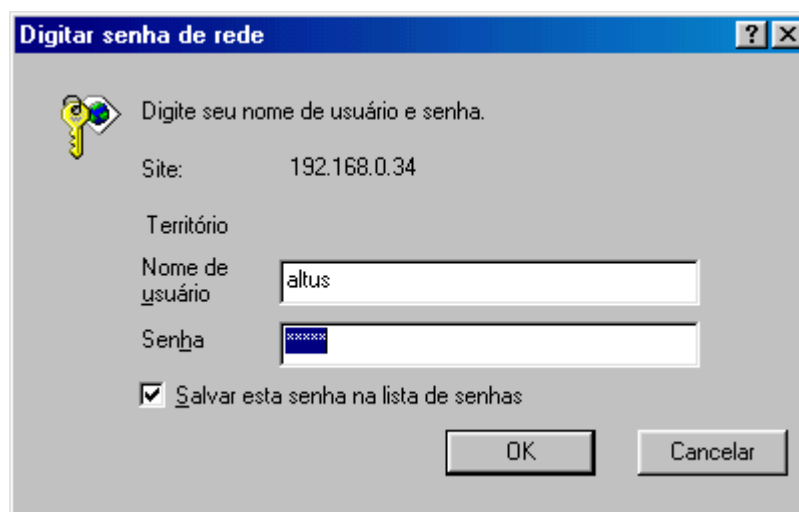 Digitar senha de rede
Digite seu nome de usuário e senha.
Site: 192.168.0.34
Território
Nome de
usuário altus
Senha *****
Salvar esta senha na lista de senhas
OK Cancelar